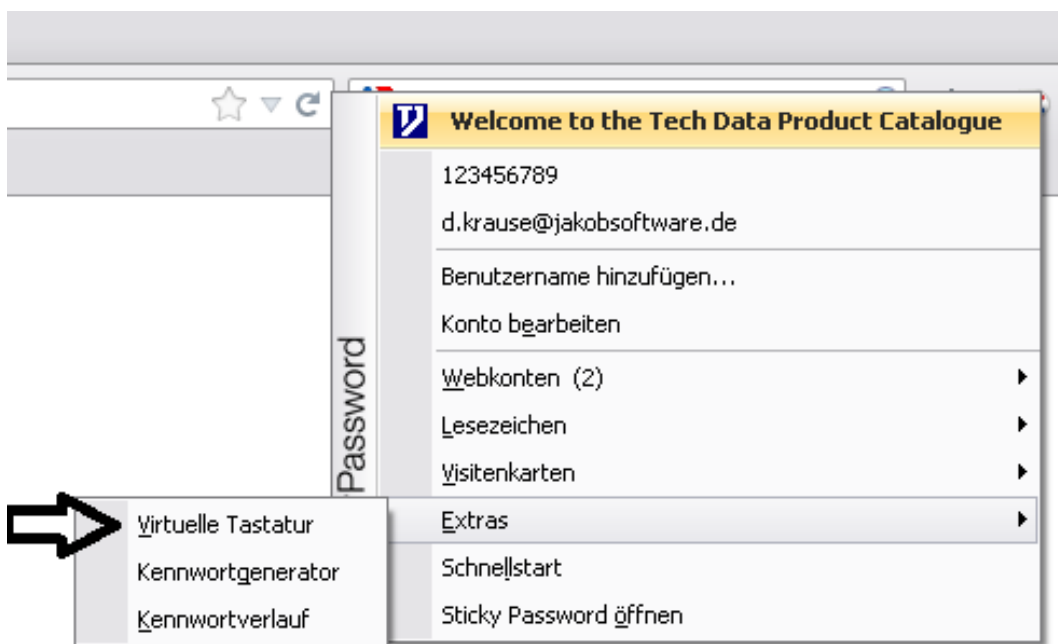 Welcome to the Tech Data Product Catalogue
123456789
d.krause@jakobsoftware.de
Benutzername hinzufügen...
Konto bearbeiten
Webkonten (2)
Lesezeichen
Visitenkarten
Extras
Schnellstart
Sticky Password öffnen
Password
Virtuelle Tastatur
Kennwortgenerator
Kennwortverlauf